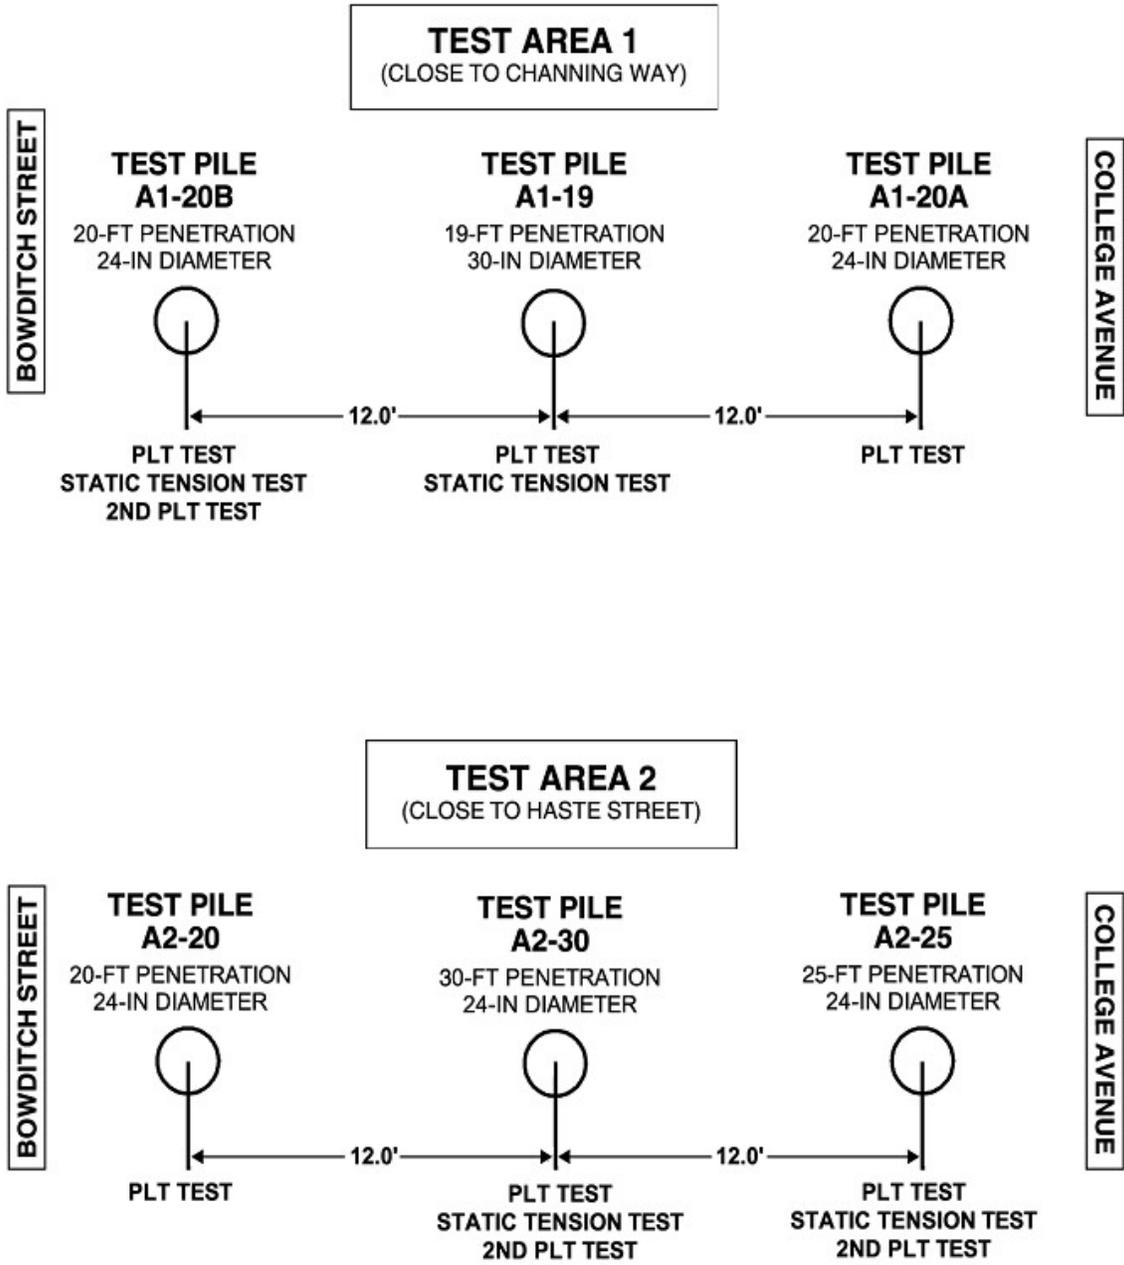 TEST AREA 1
(CLOSE TO CHANNING WAY)
BOWDITCH STREET
TEST PILE
A1-20B
20-FT PENETRATION
24-IN DIAMETER
TEST PILE
A1-19
19-FT PENETRATION
30-IN DIAMETER
TEST PILE
A1-20A
20-FT PENETRATION
24-IN DIAMETER
COLLEGE AVENUE
12.0'
12.0'
PLT TEST
STATIC TENSION TEST
2ND PLT TEST
PLT TEST
STATIC TENSION TEST
PLT TEST
TEST AREA 2
(CLOSE TO HASTE STREET)
BOWDITCH STREET
TEST PILE
A2-20
20-FT PENETRATION
24-IN DIAMETER
TEST PILE
A2-30
30-FT PENETRATION
24-IN DIAMETER
TEST PILE
A2-25
25-FT PENETRATION
24-IN DIAMETER
COLLEGE AVENUE
12.0'
12.0'
PLT TEST
PLT TEST
STATIC TENSION TEST
2ND PLT TEST
PLT TEST
STATIC TENSION TEST
2ND PLT TEST